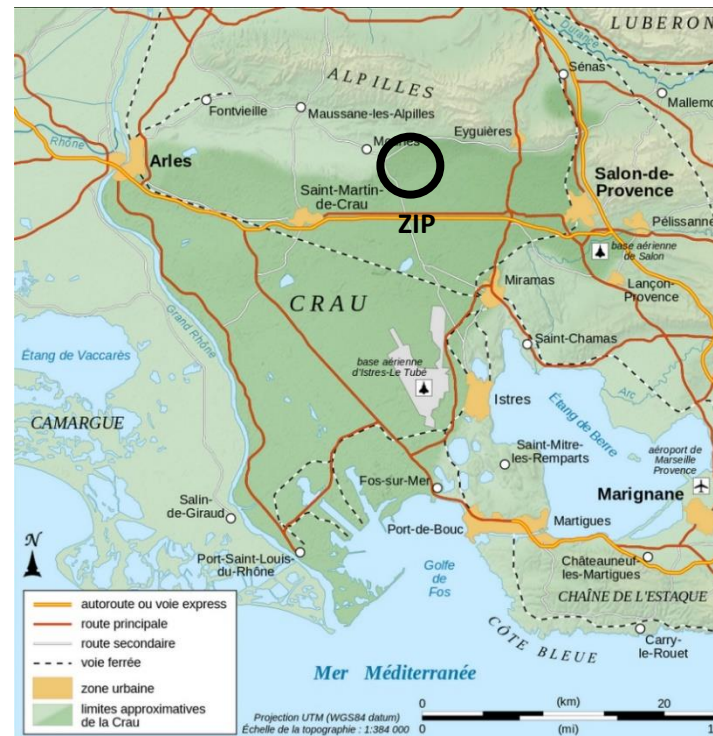 LUBERON
Durance
Sénas
ALPILLES
Mallemo
Fontvieille
Maussane-les-Alpilles
Rhône
Eyguières
Arles
Salon-de-
Provence
Saint-Martin
de-Crau
ZIP
Pélissanne
base aérienne
de Salon
Miramas
Lançon-
Provence
CRAU
Grand Rhône
Saint-Chamas
Étang de Vaccarès
base aérienne
d'Istres-Le Tubé
Arc
Istres
Étang de Berre
CAMARGUE
Saint-Mitre-
les-Remparts
aéroport de
Marseille
Provence
Fos-sur-Mer
Marignane
Salin-
de-Giraud
Port-de-Bouc
Martigues
N
Port-Saint-Louis-
du-Rhône
Golfe
de
Fos
Châteauneuf-
les-Martigues
CHAÎNE DE L'ESTAQUE
autoroute ou voie express
route principale
route secondaire
voie ferrée
zone urbaine
limites approximatives
de la Crau
CÔTE BLEUE
Carry-
le-Rouet
Mer Méditerranée
0 (km) 20
Projection UTM (WGS84 datum)
Échelle de la topographie : 1:384 000
0 (mi) 1